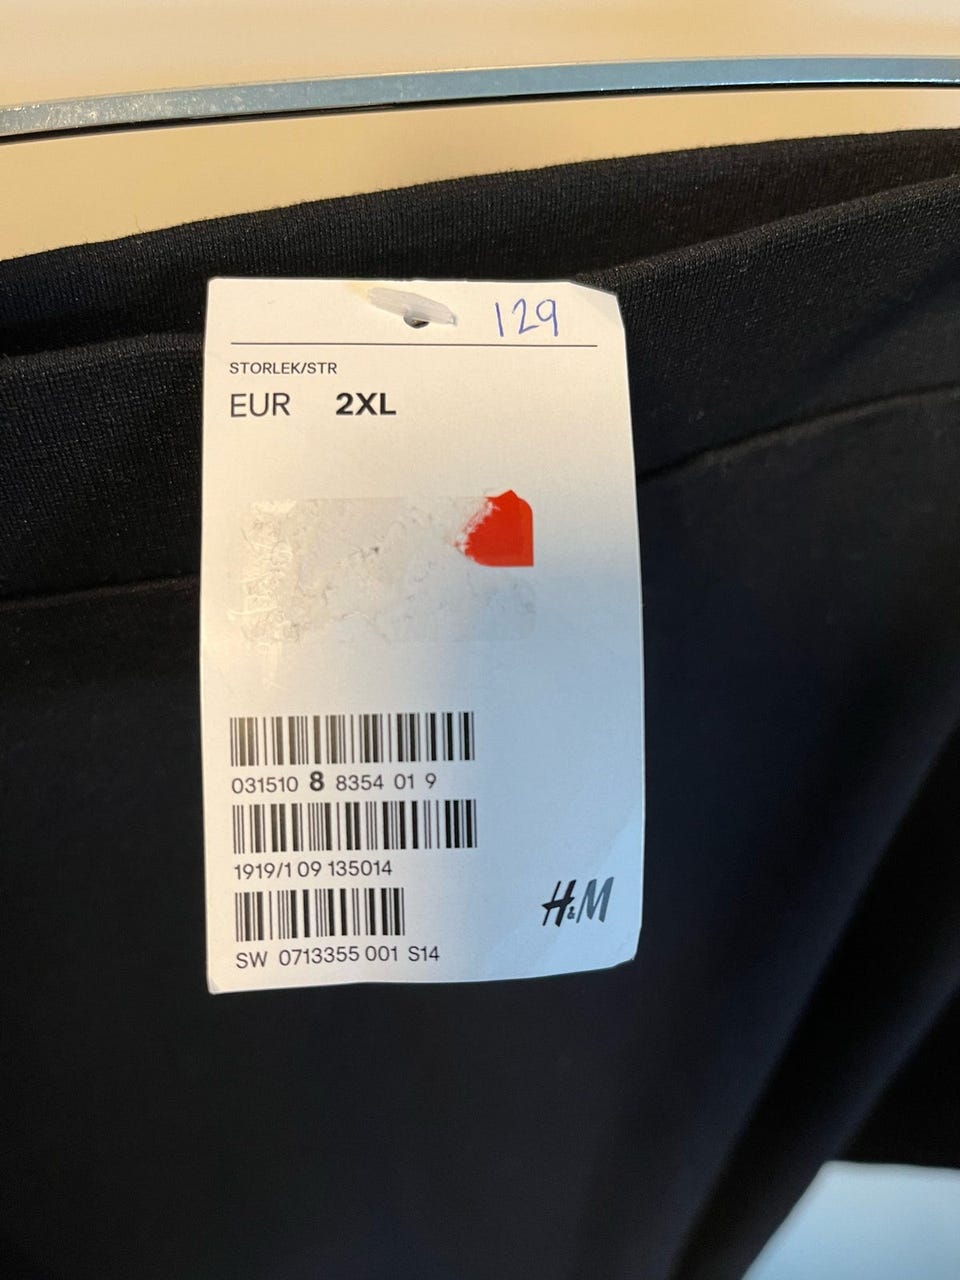 129
STORLEK/STR
EUR 2XL
031510 8 8354 01 9
1919/1 09 135014
H&M
SW 0713355 001 S14